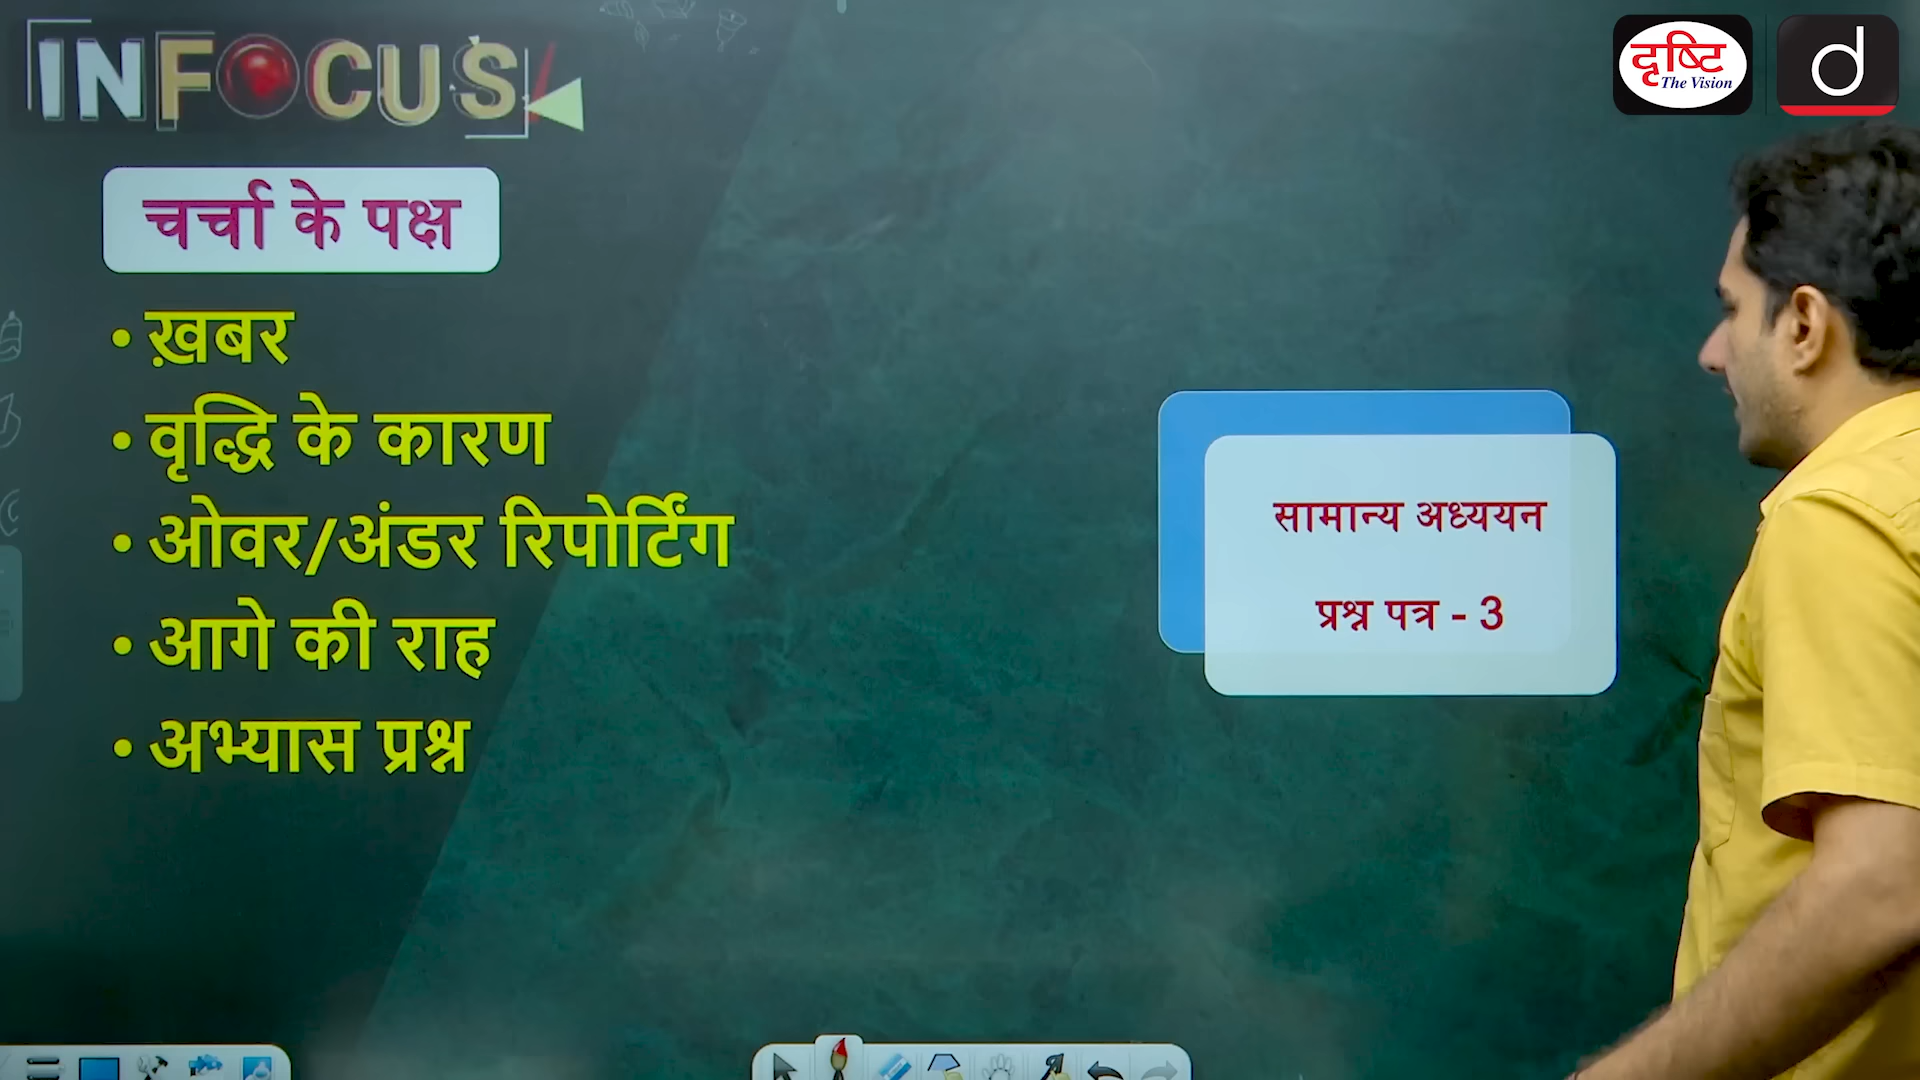 INFOCUS
दृष्टि
The Vision
d
चर्चा के पक्ष
• ख़बर
• वृद्धि के कारण
• ओवर/अंडर रिपोर्टिंग
• आगे की राह
• अभ्यास प्रश्न
सामान्य अध्ययन
प्रश्न पत्र - 3